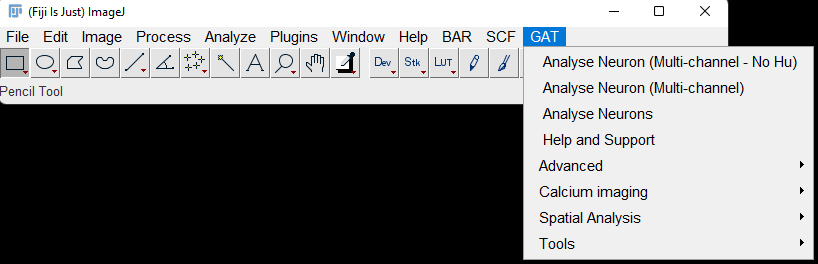 (Fiji Is Just) ImageJ
File Edit Image Process Analyze Plugins Window Help BAR SCF GAT
A Dev Stk LUT
Pencil Tool
Analyse Neuron (Multi-channel - No Hu)
Analyse Neuron (Multi-channel)
Analyse Neurons
Help and Support
Advanced
Calcium imaging
Spatial Analysis
Tools